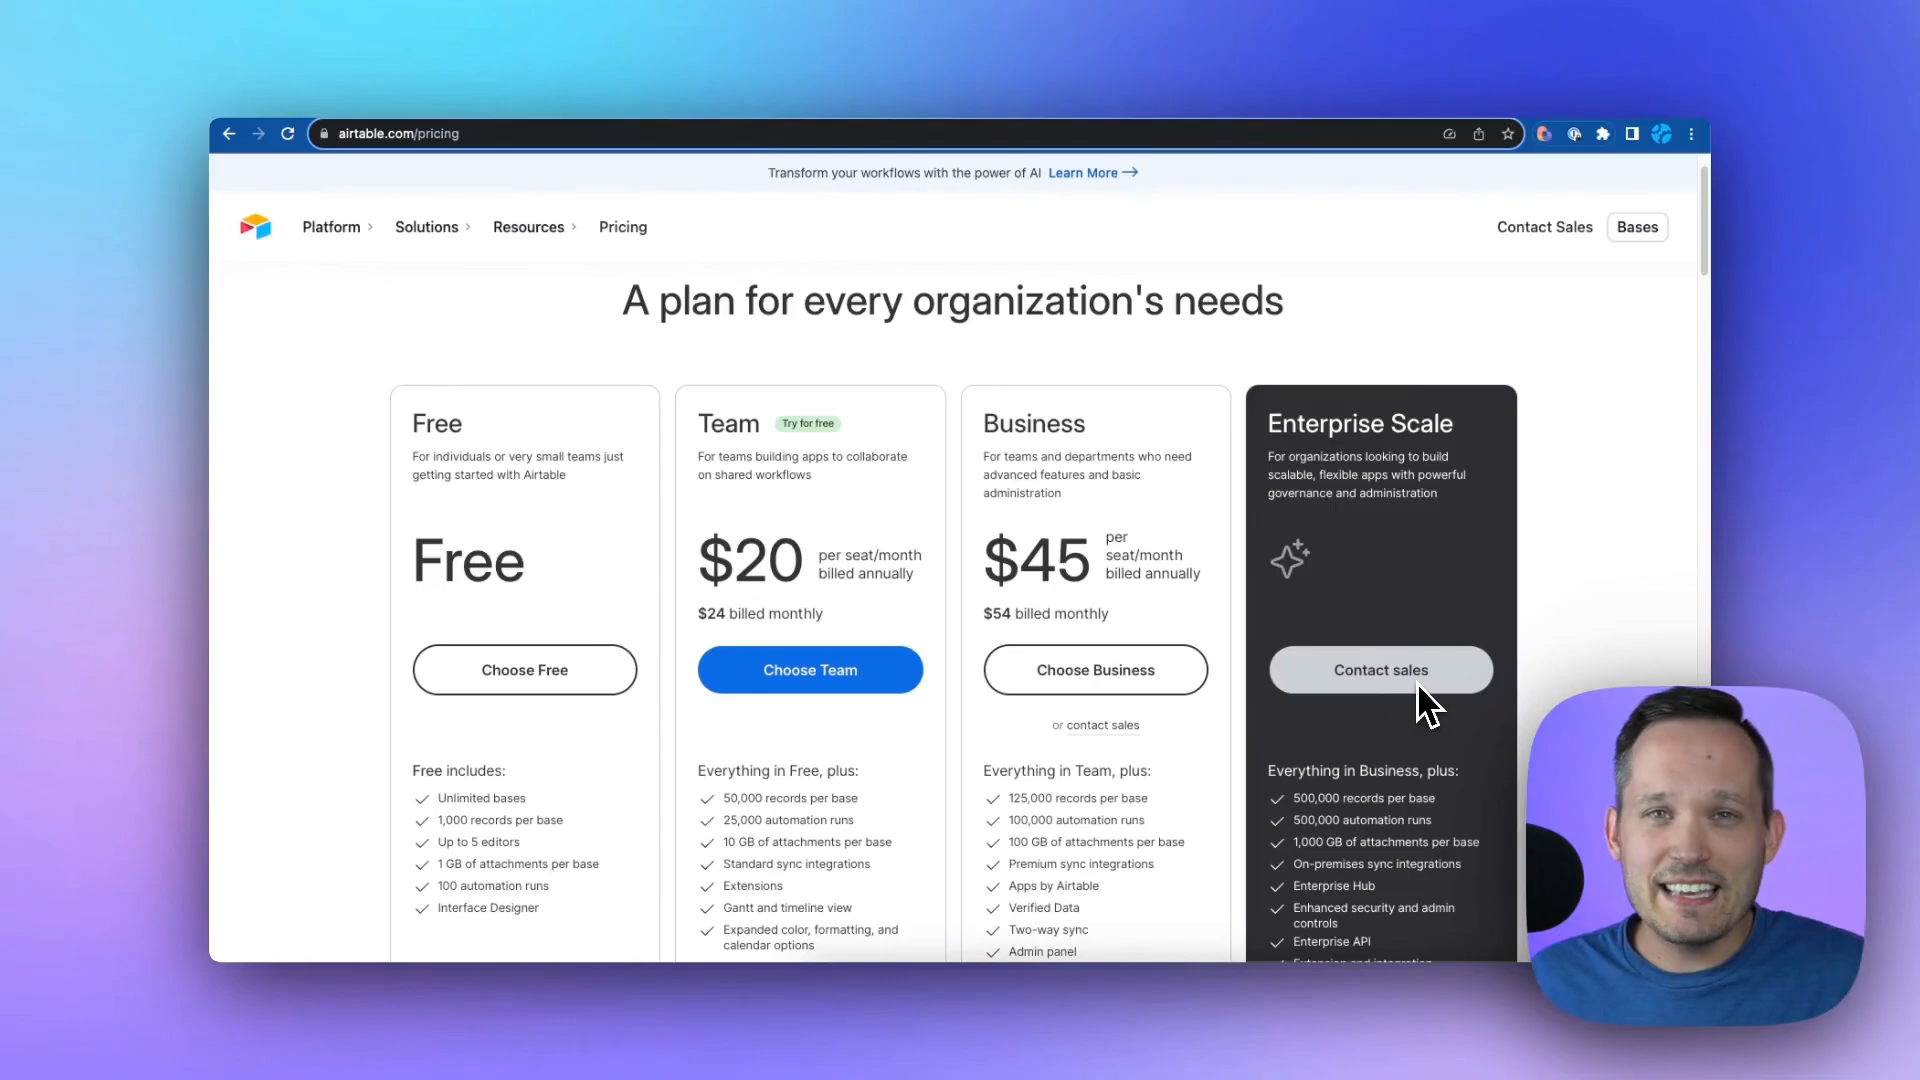 airtable.com/pricing
Transform your workflows with the power of AI Learn More →
Platform
Solutions
Resources
Pricing
Contact Sales
Bases
A plan for every organization's needs
Free
For individuals or very small teams just
getting started with Airtable
Free
Choose Free
Free includes:
Unlimited bases
1,000 records per base
Up to 5 editors
1 GB of attachments per base
100 automation runs
Interface Designer
Team
Try for free
For teams building apps to collaborate
on shared workflows
$20
per seat/month
billed annually
$24 billed monthly
Choose Team
Everything in Free, plus:
50,000 records per base
25,000 automation runs
10 GB of attachments per base
Standard sync integrations
Extensions
Gantt and timeline view
Expanded color, formatting, and
calendar options
Business
For teams and departments who need
advanced features and basic
administration
$45
per
seat/month
billed annually
$54 billed monthly
Choose Business
or contact sales
Everything in Team, plus:
125,000 records per base
100,000 automation runs
100 GB of attachments per base
Premium sync integrations
Apps by Airtable
Verified Data
Two-way sync
Admin panel
Enterprise Scale
For organizations looking to build
scalable, flexible apps with powerful
governance and administration
Contact sales
Everything in Business, plus:
500,000 records per base
500,000 automation runs
1,000 GB of attachments per base
On-premises sync integrations
Enterprise Hub
Enhanced security and admin
controls
Enterprise API